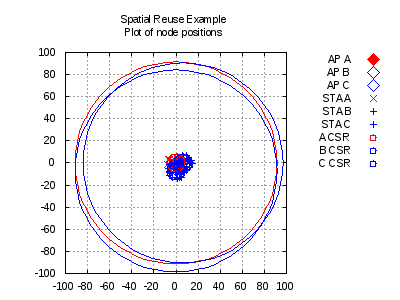 Spatial Reuse Example
Plot of node positions
100
80
60
40
20
0
-20
-40
-60
-80
-100
-100 -80 -60 -40 -20 0 20 40 60 80 100
AP A
AP B
AP C
STA A
STA B
STA C
A CSR
B CSR
C CSR